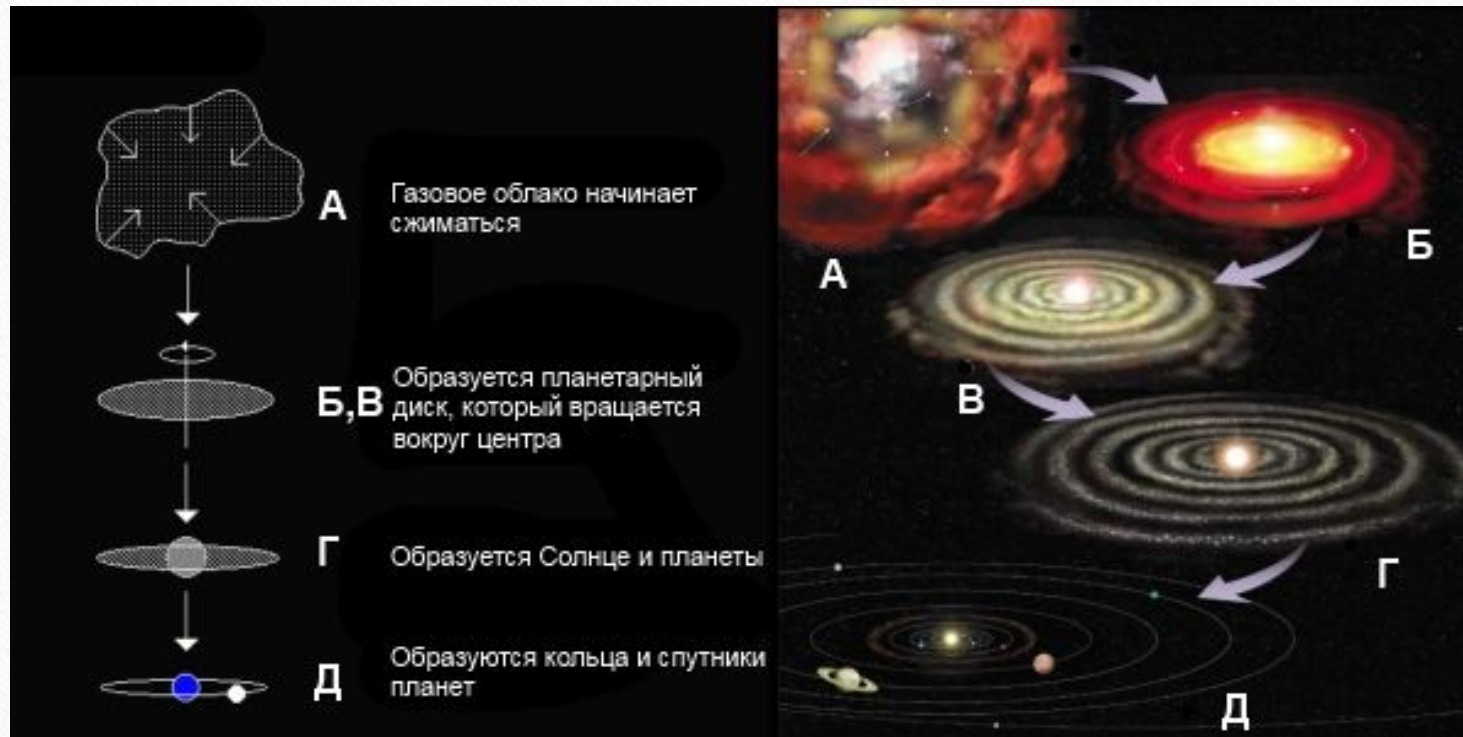 А
Газовое облако начинает
сжиматься
Б,В
Образуется планетарный
диск, который вращается
вокруг центра
Г
Образуется Солнце и планеты
Д
Образуются кольца и спутники
планет
А
Б
В
Г
Д